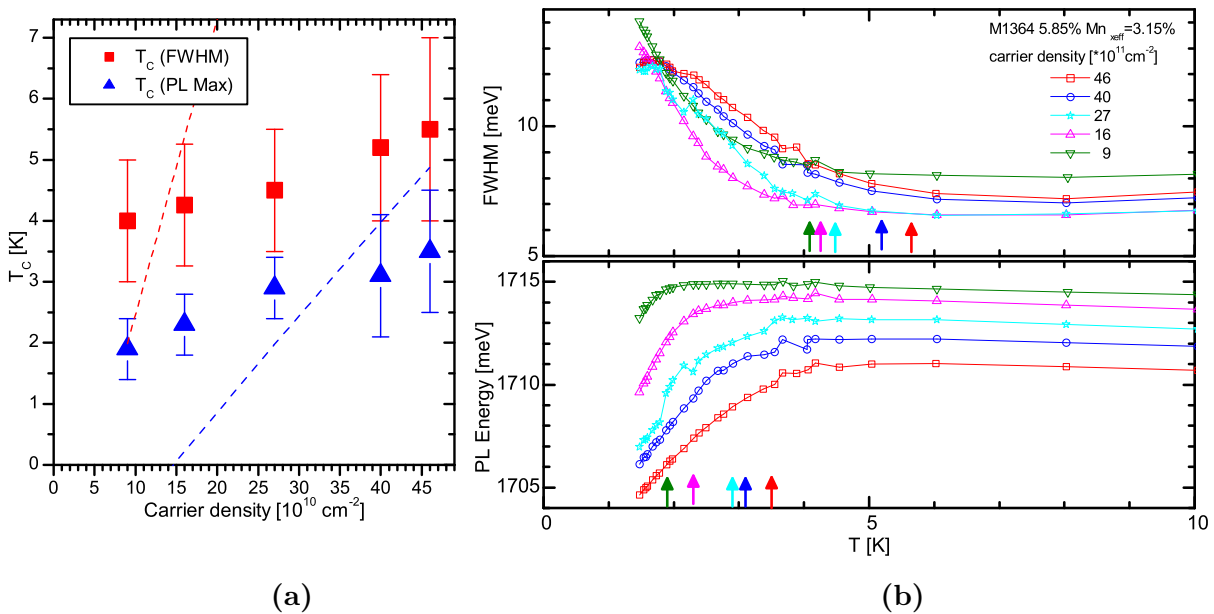 7
6
5
4
3
2
1
0
T_C [K]
T_C (FWHM)
T_C (PL Max)
0 5 10 15 20 25 30 35 40 45
Carrier density [10^10 cm^-2]
(a)
10
5
FWHM [meV]
M1364 5.85% Mn _xeff=3.15%
carrier density [*10^11cm^-2]
46
40
27
16
9
1715
1710
1705
PL Energy [meV]
0 5 10
T [K]
(b)